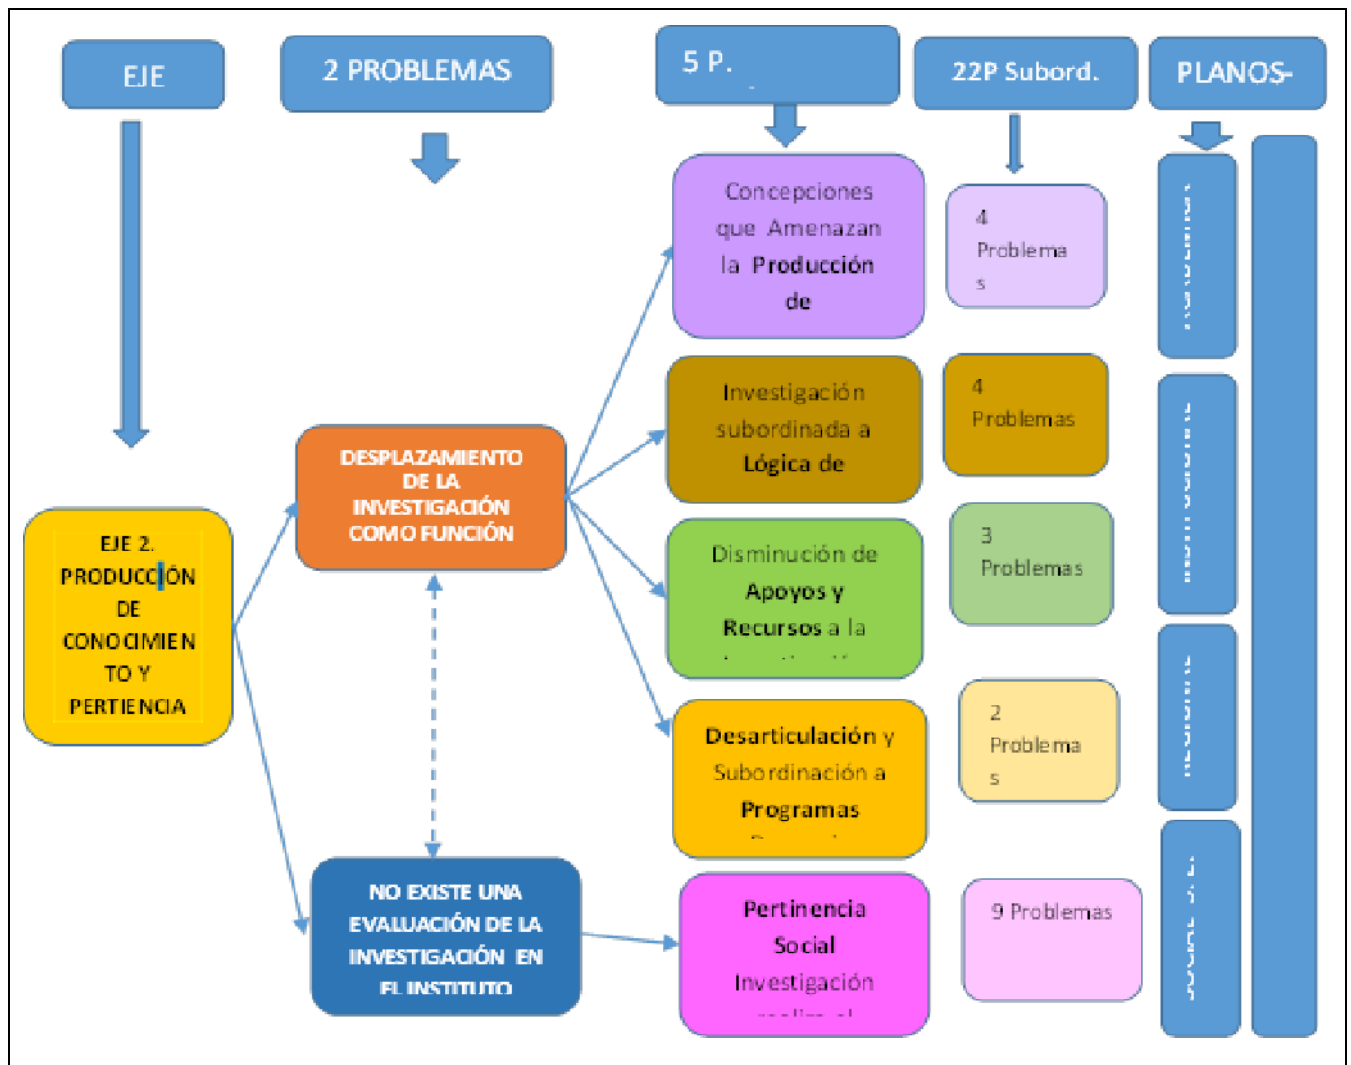 EJE
2 PROBLEMAS
5 P.
22P Subord.
PLANOS-
Concepciones
que Amenazan
la Producción
de
4
Problema
s
Investigación
subordinada a
Lógica de
4
Problemas
DESPLAZAMIENTO
DE LA
INVESTIGACIÓN
COMO FUNCIÓN
EJE 2.
PRODUCCIÓN
DE
CONOCIMIEN
TO Y
PERTIENCIA
Disminución de
Apoyos y
Recursos a la
3
Problemas
Desarticulación y
Subordinación a
Programas
2
Problema
s
NO EXISTE UNA
EVALUACIÓN DE LA
INVESTIGACIÓN EN
EL INSTITUTO
Pertinencia
Social
Investigación
9 Problemas